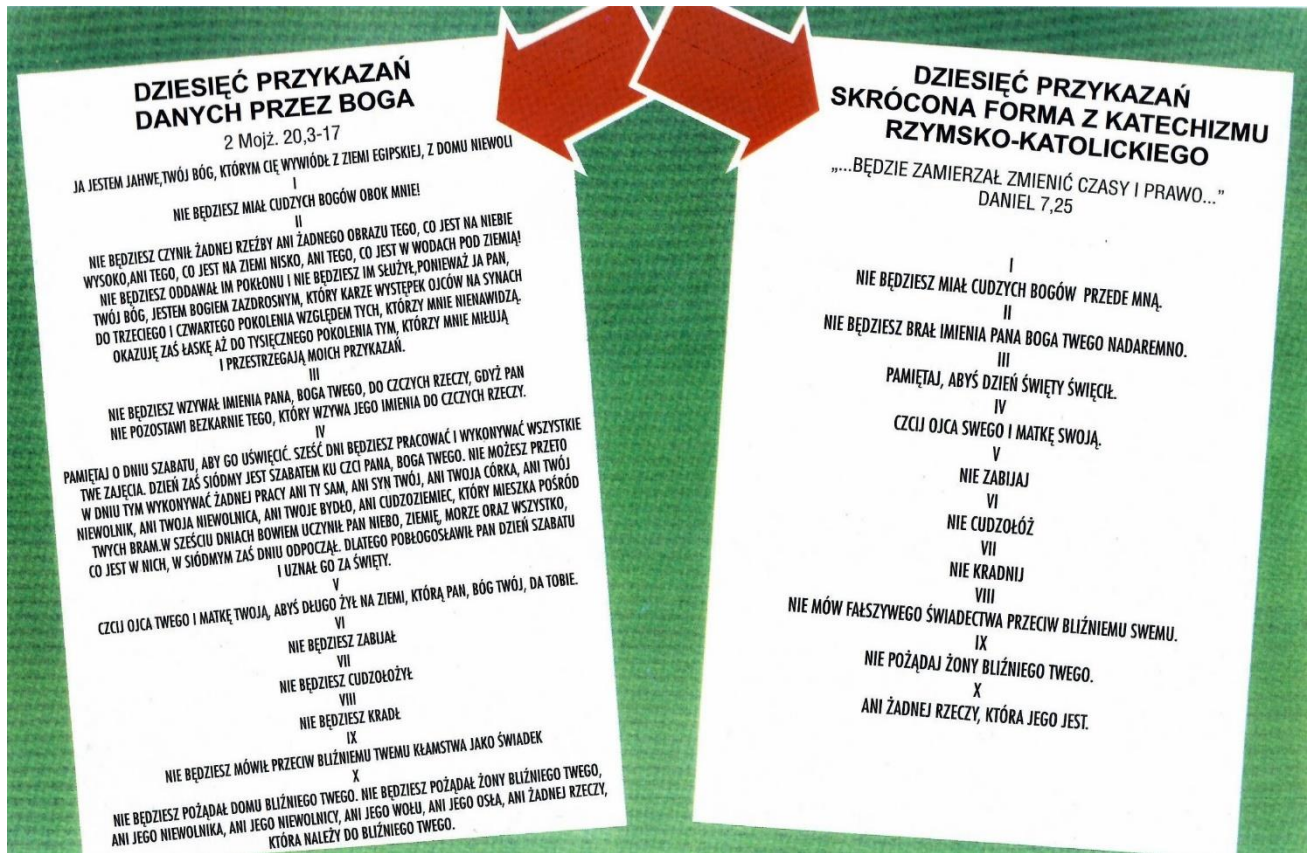 DZIESIĘĆ PRZYKAZAŃ
DANYCH PRZEZ BOGA
2 Mojż. 20,3-17
JA JESTEM JAHWE,TWÓJ BÓG, KTÓRYM CIĘ WYWIÓDŁ Z ZIEMI EGIPSKIEJ, Z DOMU NIEWOLI
I
NIE BĘDZIESZ MIAŁ CUDZYCH BOGÓW OBOK MNIE!
II
NIE BĘDZIESZ CZYNIŁ ŻADNEJ RZEŹBY ANI ŻADNEGO OBRAZU TEGO, CO JEST NA NIEBIE
WYSOKO,ANI TEGO, CO JEST NA ZIEMI NISKO, ANI TEGO, CO JEST W WODACH POD ZIEMIĄ!
NIE BĘDZIESZ ODDAWAŁ IM POKŁONU I NIE BĘDZIESZ IM SŁUŻYŁ,PONIEWAŻ JA PAN,
TWÓJ BÓG, JESTEM BOGIEM ZAZDROSNYM, KTÓRY KARZE WYSTĘPEK OJCÓW NA SYNACH
DO TRZECIEGO I CZWARTEGO POKOLENIA WZGLĘDEM TYCH, KTÓRZY MNIE NIENAWIDZĄ.
OKAZUJĘ ZAŚ ŁASKĘ AŻ DO TYSIĘCZNEGO POKOLENIA TYM, KTÓRZY MNIE MIŁUJĄ
I PRZESTRZEGAJĄ MOICH PRZYKAZAŃ.
III
NIE BĘDZIESZ WZYWAŁ IMIENIA PANA, BOGA TWEGO, DO CZCZYCH RZECZY, GDYŻ PAN
NIE POZOSTAWI BEZKARNIE TEGO, KTÓRY WZYWA JEGO IMIENIA DO CZCZYCH RZECZY.
IV
PAMIĘTAJ O DNIU SZABATU, ABY GO UŚWIĘCIĆ. SZEŚĆ DNI BĘDZIESZ PRACOWAĆ I WYKONYWAĆ WSZYSTKIE
TWE ZAJĘCIA. DZIEŃ ZAŚ SIÓDMY JEST SZABATEM KU CZCI PANA, BOGA TWEGO. NIE MOŻESZ PRZETO
W DNIU TYM WYKONYWAĆ ŻADNEJ PRACY ANI TY SAM, ANI SYN TWÓJ, ANI TWOJA CÓRKA, ANI TWÓJ
NIEWOLNIK, ANI TWOJA NIEWOLNICA, ANI TWOJE BYDŁO, ANI CUDZOZIEMIEC, KTÓRY MIESZKA POŚRÓD
TWYCH BRAM.W SZEŚCIU DNIACH BOWIEM UCZYNIŁ PAN NIEBO, ZIEMIĘ, MORZE ORAZ WSZYSTKO,
CO JEST W NICH, W SIÓDMYM ZAŚ DNIU ODPOCZĄŁ. DLATEGO POBŁOGOSŁAWIŁ PAN DZIEŃ SZABATU
I UZNAŁ GO ZA ŚWIĘTY.
V
CZCIJ OJCA TWEGO I MATKĘ TWOJĄ, ABYŚ DŁUGO ŻYŁ NA ZIEMI, KTÓRĄ PAN, BÓG TWÓJ, DA TOBIE.
VI
NIE BĘDZIESZ ZABIJAŁ
VII
NIE BĘDZIESZ CUDZOŁOŻYŁ
VIII
NIE BĘDZIESZ KRADŁ
IX
NIE BĘDZIESZ MÓWIŁ PRZECIW BLIŹNIEMU TWEMU KŁAMSTWA JAKO ŚWIADEK
X
NIE BĘDZIESZ POŻĄDAŁ DOMU BLIŹNIEGO TWEGO. NIE BĘDZIESZ POŻĄDAŁ ŻONY BLIŹNIEGO TWEGO,
ANI JEGO NIEWOLNIKA, ANI JEGO NIEWOLNICY, ANI JEGO WOŁU, ANI JEGO OSŁA, ANI ŻADNEJ RZECZY,
KTÓRA NALEŻY DO BLIŹNIEGO TWEGO.
DZIESIĘĆ PRZYKAZAŃ
SKRÓCONA FORMA Z KATECHIZMU
RZYMSKO-KATOLICKIEGO
„...BĘDZIE ZAMIERZAŁ ZMIENIĆ CZASY I PRAWO...”
DANIEL 7,25
I
NIE BĘDZIESZ MIAŁ CUDZYCH BOGÓW PRZEDE MNĄ.
II
NIE BĘDZIESZ BRAŁ IMIENIA PANA BOGA TWEGO NADAREMNO.
III
PAMIĘTAJ, ABYŚ DZIEŃ ŚWIĘTY ŚWIĘCIŁ.
IV
CZCIJ OJCA SWEGO I MATKĘ SWOJĄ.
V
NIE ZABIJAJ
VI
NIE CUDZOŁÓŻ
VII
NIE KRADNIJ
VIII
NIE MÓW FAŁSZYWEGO ŚWIADECTWA PRZECIW BLIŹNIEMU SWEMU.
IX
NIE POŻĄDAJ ŻONY BLIŹNIEGO TWEGO.
X
ANI ŻADNEJ RZECZY, KTÓRA JEGO JEST.